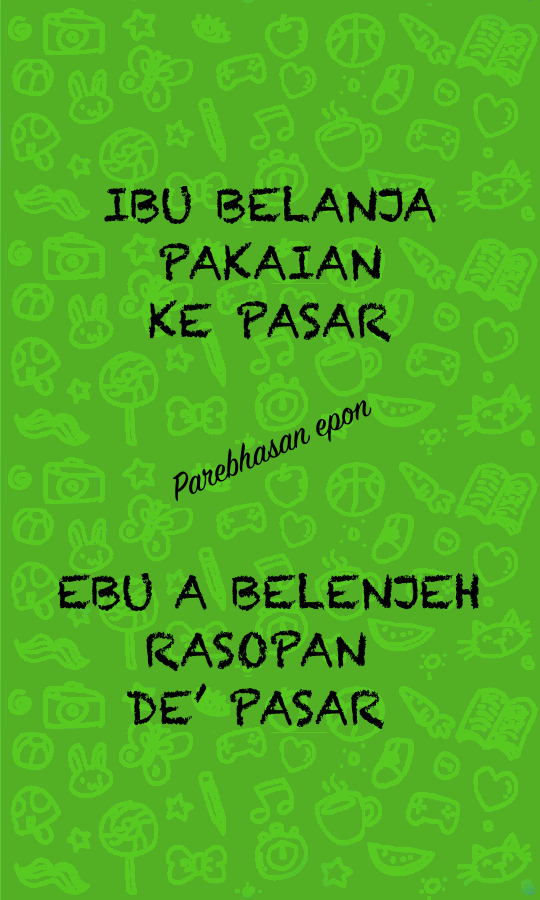 IBU BELANJA
PAKAIAN
KE PASAR
Parebhasan epon
EBU A BELENJEH
RASOPAN
DE' PASAR